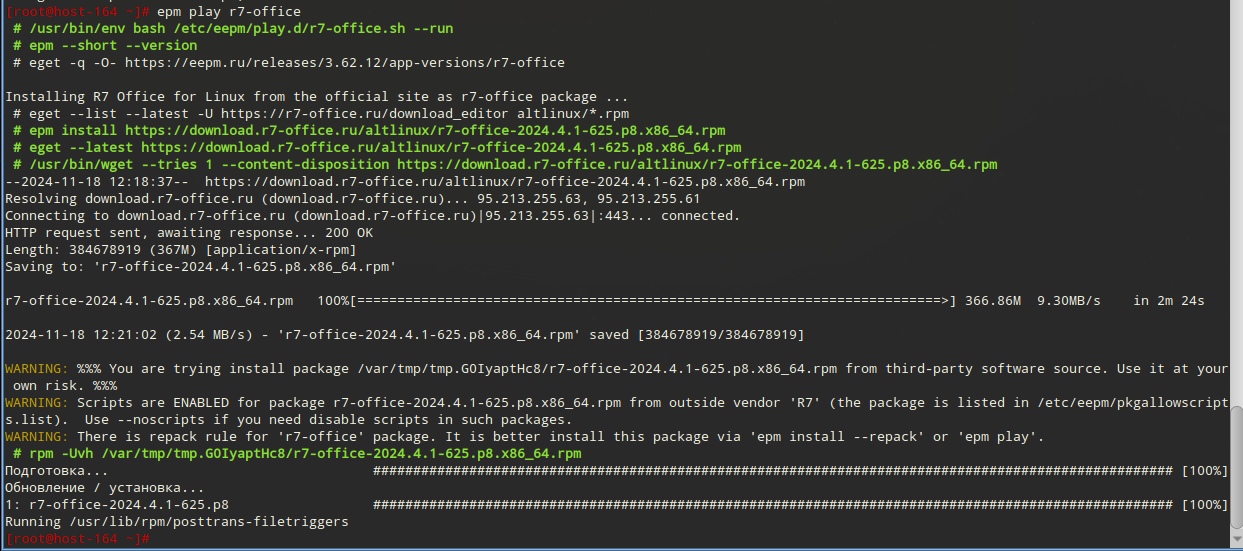 [root@host-164 ~]# epm play r7-office
# /usr/bin/env bash /etc/eepm/play.d/r7-office.sh --run
# epm --short --version
# eget -q -O- https://eepm.ru/releases/3.62.12/app-versions/r7-office
Installing R7 Office for Linux from the official site as r7-office package ...
# eget --list --latest -U https://r7-office.ru/download_editor altlinux/*.rpm
# epm install https://download.r7-office.ru/altlinux/r7-office-2024.4.1-625.p8.x86_64.rpm
# eget --latest https://download.r7-office.ru/altlinux/r7-office-2024.4.1-625.p8.x86_64.rpm
# /usr/bin/wget --tries 1 --content-disposition https://download.r7-office.ru/altlinux/r7-office-2024.4.1-625.p8.x86_64.rpm
--2024-11-18 12:18:37--  https://download.r7-office.ru/altlinux/r7-office-2024.4.1-625.p8.x86_64.rpm
Resolving download.r7-office.ru (download.r7-office.ru)... 95.213.255.63, 95.213.255.61
Connecting to download.r7-office.ru (download.r7-office.ru)|95.213.255.63|:443... connected.
HTTP request sent, awaiting response... 200 OK
Length: 384678919 (367M) [application/x-rpm]
Saving to: 'r7-office-2024.4.1-625.p8.x86_64.rpm'
r7-office-2024.4.1-625.p8.x86_64.rpm   100%[=========================================================================>] 366.86M  9.30MB/s    in 2m 24s
2024-11-18 12:21:02 (2.54 MB/s) - 'r7-office-2024.4.1-625.p8.x86_64.rpm' saved [384678919/384678919]
WARNING: %%% You are trying install package /var/tmp/tmp.GOIyaptHc8/r7-office-2024.4.1-625.p8.x86_64.rpm from third-party software source. Use it at your
own risk. %%%
WARNING: Scripts are ENABLED for package r7-office-2024.4.1-625.p8.x86_64.rpm from outside vendor 'R7' (the package is listed in /etc/eepm/pkgallowscript
s.list).  Use --noscripts if you need disable scripts in such packages.
WARNING: There is repack rule for 'r7-office' package. It is better install this package via 'epm install --repack' or 'epm play'.
# rpm -Uvh /var/tmp/tmp.GOIyaptHc8/r7-office-2024.4.1-625.p8.x86_64.rpm
Подготовка... #################################################################################################### [100%]
Обновление / установка...
1: r7-office-2024.4.1-625.p8 #################################################################################################### [100%]
Running /usr/lib/rpm/posttrans-filetriggers
[root@host-164 ~]#